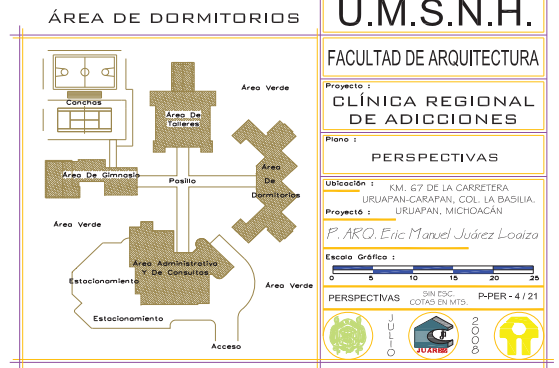 ÁREA DE DORMITORIOS
Área Verde
Canchas
Área De
Talleres
Área De Gimnasio
Pasillo
Área
De
Dormitorios
Área Verde
Área Administrativa
Y De Consultas
Estacionamiento
Área Verde
Estacionamiento
Acceso
U.M.S.N.H.
FACULTAD DE ARQUITECTURA
Proyecto :
CLÍNICA REGIONAL
DE ADICCIONES
Plano :
PERSPECTIVAS
Ubicación :
KM. 67 DE LA CARRETERA
URUAPAN-CARAPAN, COL. LA BASILIA,
URUAPAN, MICHOACÁN
Proyectó :
P. ARQ. Eric Manuel Juárez Loaiza
Escala Gráfica :
0 5 10 15 20 25
PERSPECTIVAS
SIN ESC.
COTAS EN MTS.
P-PER - 4 / 21
JULIO
JUÁREZ
2008